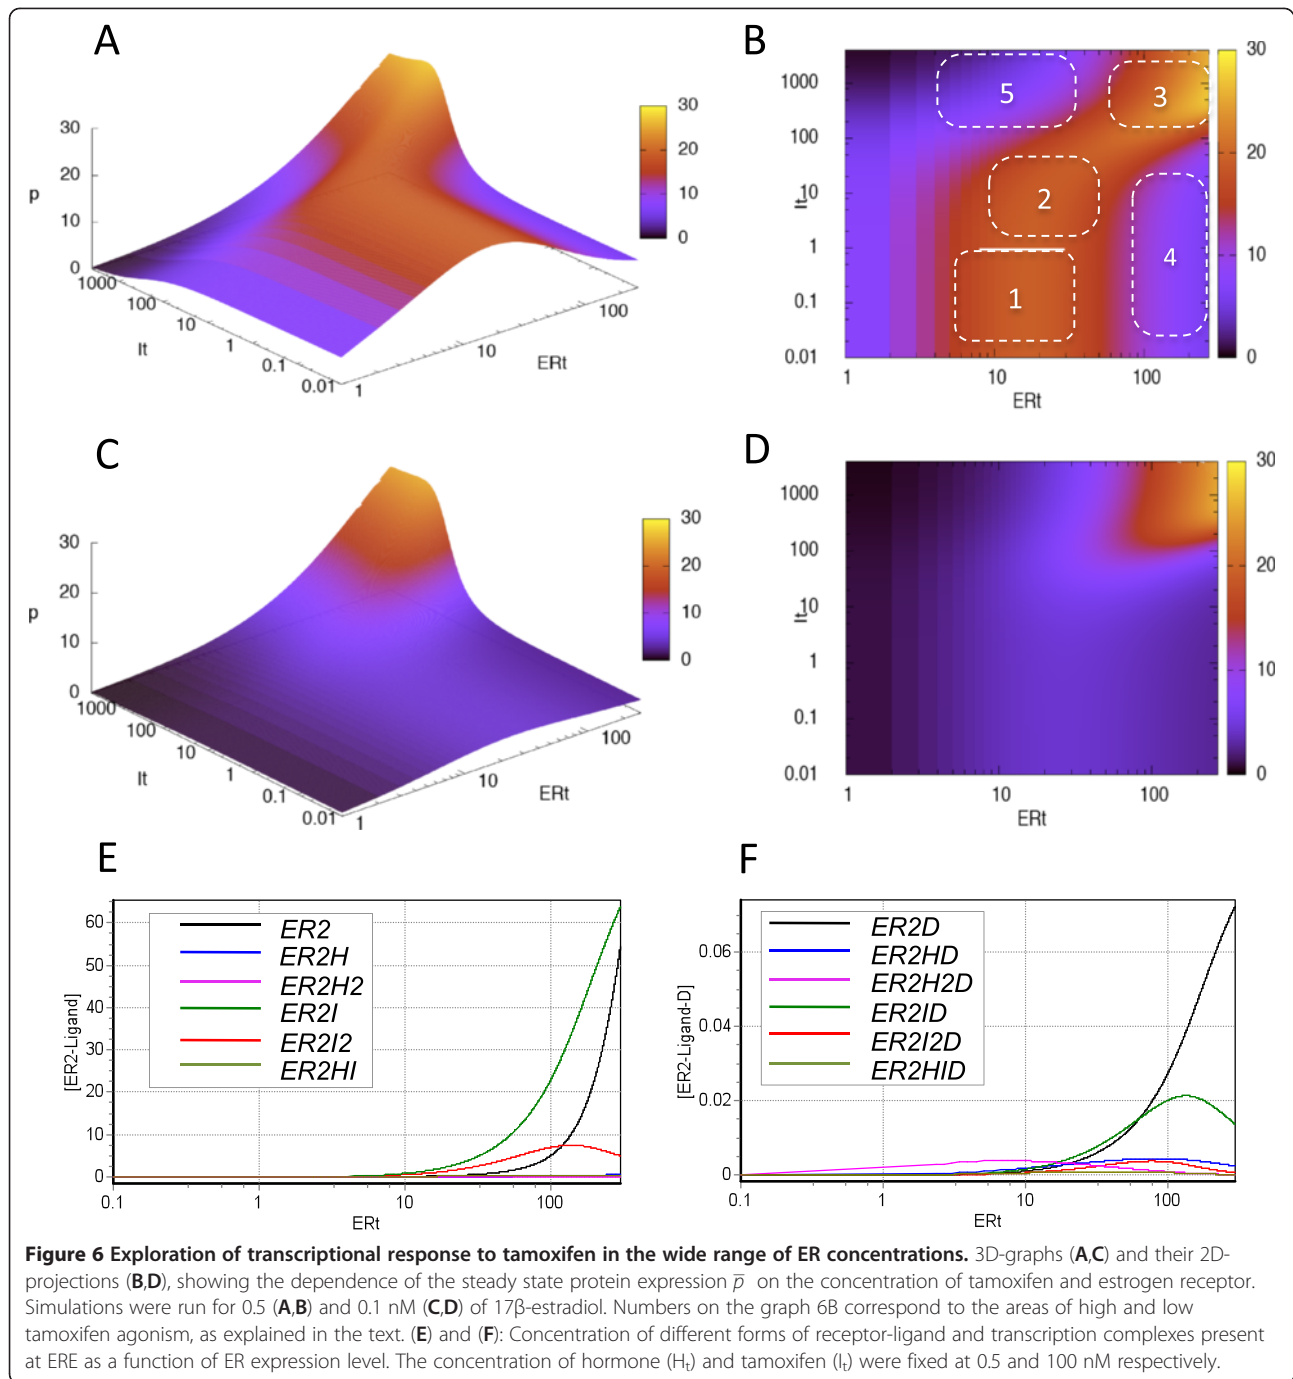 A
30
20
10
0
p
1000
100
10
1
0.1
0.01
It
1
10
100
ERt
30
20
10
0
B
1000
100
10
1
0.1
0.01
It
1
10
100
ERt
5
3
2
4
1
30
20
10
0
C
30
20
10
0
p
1000
100
10
1
0.1
0.01
It
1
10
100
ERt
30
20
10
0
D
1000
100
10
1
0.1
0.01
It
1
10
100
ERt
30
20
10
0
E
[ER2-Ligand]
60
50
40
30
20
10
0
ER2
ER2H
ER2H2
ER2I
ER2I2
ER2HI
0.1
1
10
100
ERt
F
[ER2-Ligand-D]
0.06
0.04
0.02
0
ER2D
ER2HD
ER2H2D
ER2ID
ER2I2D
ER2HID
0.1
1
10
100
ERt
Figure 6 Exploration of transcriptional response to tamoxifen in the wide range of ER concentrations. 3D-graphs (A,C) and their 2D-
projections (B,D), showing the dependence of the steady state protein expression p̅ on the concentration of tamoxifen and estrogen receptor.
Simulations were run for 0.5 (A,B) and 0.1 nM (C,D) of 17β-estradiol. Numbers on the graph 6B correspond to the areas of high and low
tamoxifen agonism, as explained in the text. (E) and (F): Concentration of different forms of receptor-ligand and transcription complexes present
at ERE as a function of ER expression level. The concentration of hormone (Hₜ) and tamoxifen (Iₜ) were fixed at 0.5 and 100 nM respectively.